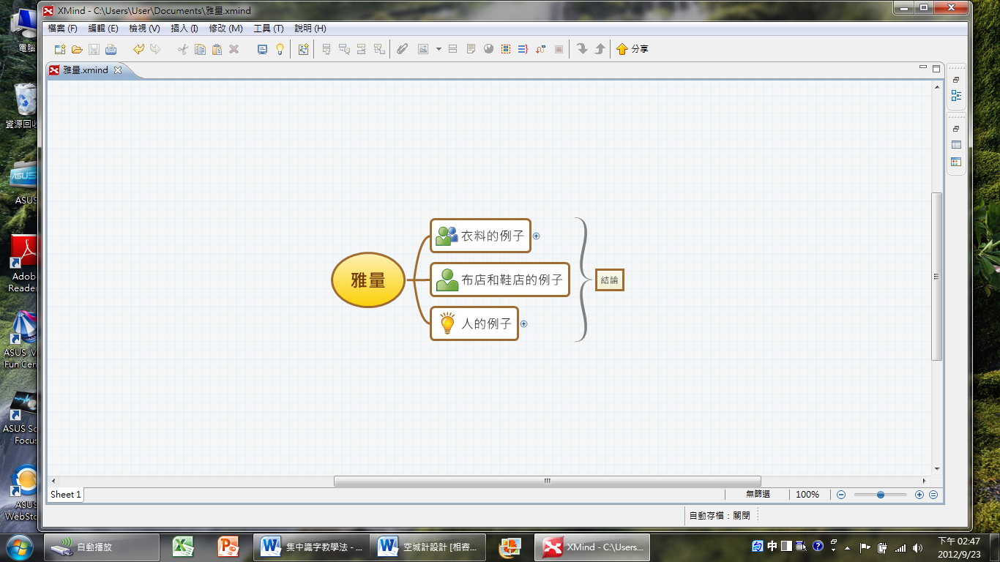 XMind - C:\Users\User\Documents\雅量.xmind
檔案 (F) 編輯 (E) 檢視 (V) 插入 (I) 修改 (M) 工具 (T) 說明 (H)
分享
雅量.xmind
電腦
資源回收
ASUS
Adob
Reader
ASUS
Fun Cen
ASUS
Focus
ASUS
WebSto
雅量
衣料的例子
布店和鞋店的例子
人的例子
結論
Sheet 1
無篩選
100%
自動存檔：關閉
自動播放
集中識字教學法 - ...
空城計設計 [相容...
XMind - C:\Users...
中
下午 02:47
2012/9/23